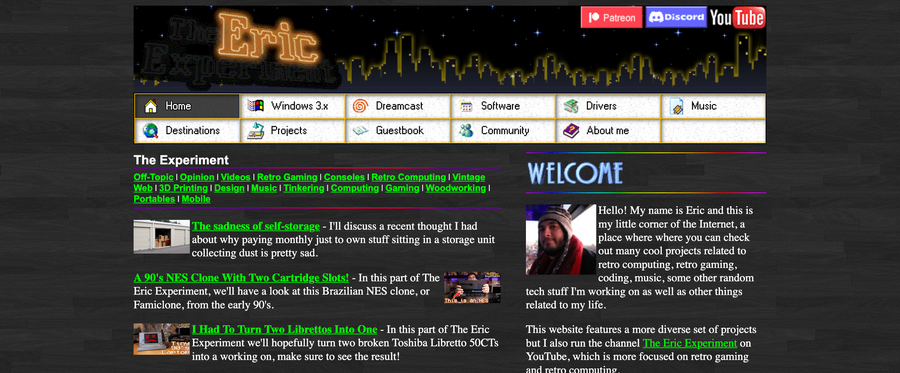 The Eric Experiment
Patreon
Discord
YouTube
Home
Windows 3.x
Dreamcast
Software
Drivers
Music
Destinations
Projects
Guestbook
Community
About me
The Experiment
Off-Topic | Opinion | Videos | Retro Gaming | Consoles | Retro Computing | Vintage
Web | 3D Printing | Design | Music | Tinkering | Computing | Gaming | Woodworking |
Portables | Mobile
The sadness of self-storage - I'll discuss a recent thought I had
about why paying monthly just to own stuff sitting in a storage unit
collecting dust is pretty sad.
A 90's NES Clone With Two Cartridge Slots! - In this part of The
Eric Experiment, we'll have a look at this Brazilian NES clone, or
Famiclone, from the early 90's.
This is an NES
I Had To Turn Two Librettos Into One - In this part of The Eric
Experiment we'll hopefully turn two broken Toshiba Libretto 50CTs
into a working on, make sure to see the result!
WELCOME
Hello! My name is Eric and this is
my little corner of the Internet, a
place where where you can check
out many cool projects related to
retro computing, retro gaming,
coding, music, some other random
tech stuff I'm working on as well as other things
related to my life.
This website features a more diverse set of projects
but I also run the channel The Eric Experiment on
YouTube, which is more focused on retro gaming
and retro computing.